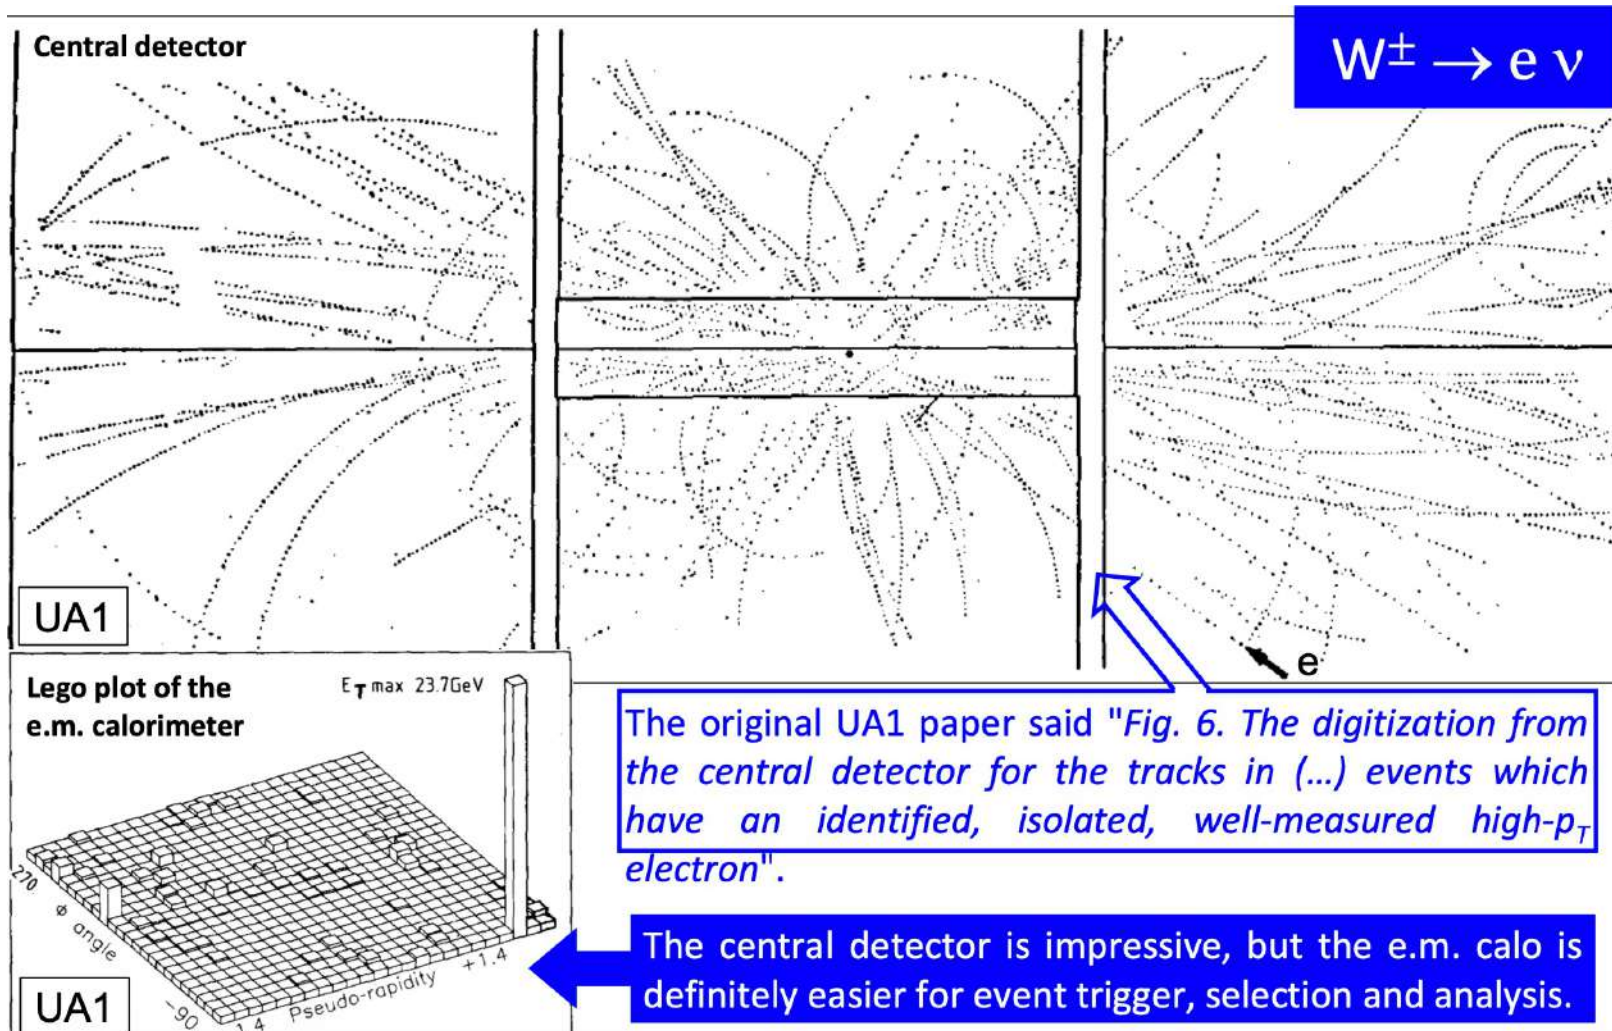 Central detector
W± → e ν
UA1
e
Lego plot of the
e.m. calorimeter
E_T max 23.7GeV
270
Φ
angle
-90
-1.4
Pseudo-rapidity
+1.4
UA1
The original UA1 paper said "Fig. 6. The digitization from
the central detector for the tracks in (...) events which
have an identified, isolated, well-measured high-p_T
electron".
The central detector is impressive, but the e.m. calo is
definitely easier for event trigger, selection and analysis.